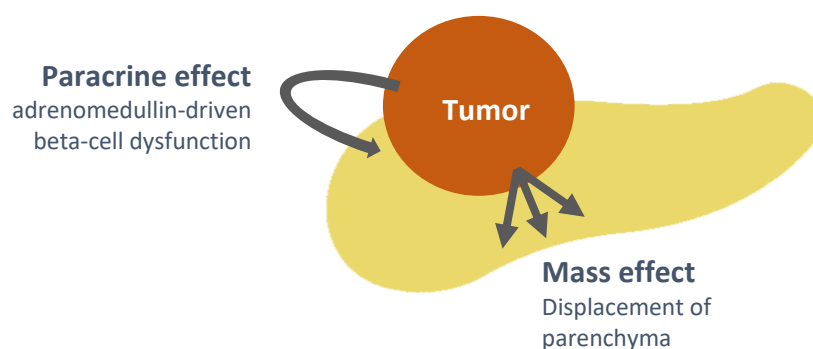 Paracrine effect
adrenomedullin-driven
beta-cell dysfunction
Tumor
Mass effect
Displacement of
parenchyma